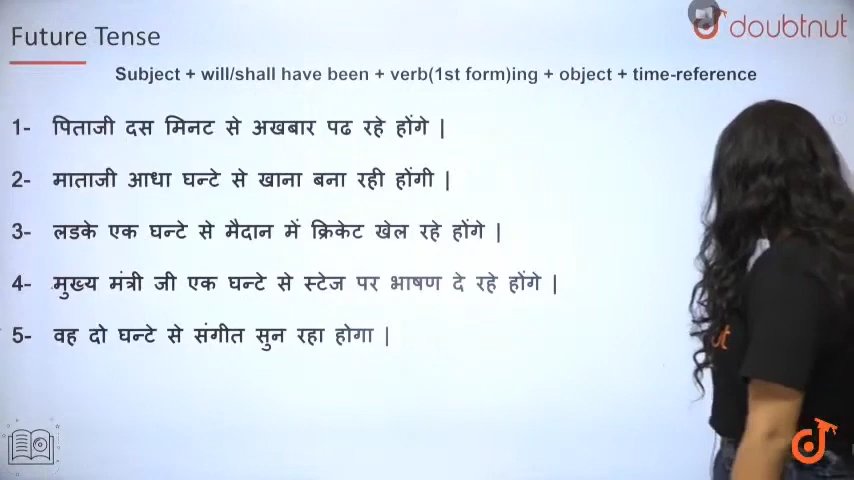 Future Tense
doubtnut
Subject + will/shall have been + verb(1st form)ing + object + time-reference
1- पिताजी दस मिनट से अखबार पढ रहे होंगे |
2- माताजी आधा घन्टे से खाना बना रही होंगी |
3- लडके एक घन्टे से मैदान में क्रिकेट खेल रहे होंगे |
4- मुख्य मंत्री जी एक घन्टे से स्टेज पर भाषण दे रहे होंगे |
5- वह दो घन्टे से संगीत सुन रहा होगा |